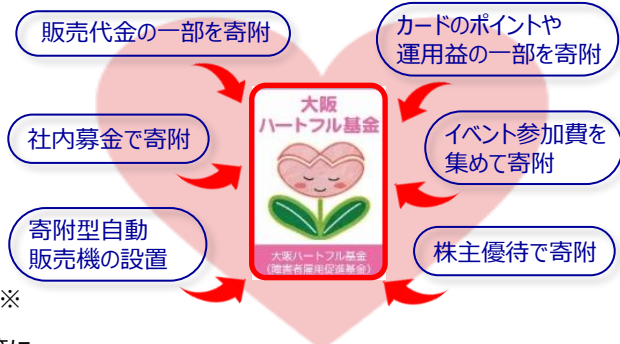 販売代金の一部を寄附
カードのポイントや
運用益の一部を寄附
大阪
ハートフル基金
社内募金で寄附
イベント参加費を
集めて寄附
寄附型自動
販売機の設置
大阪ハートフル基金
(障害者雇用促進基金)
株主優待で寄附
※